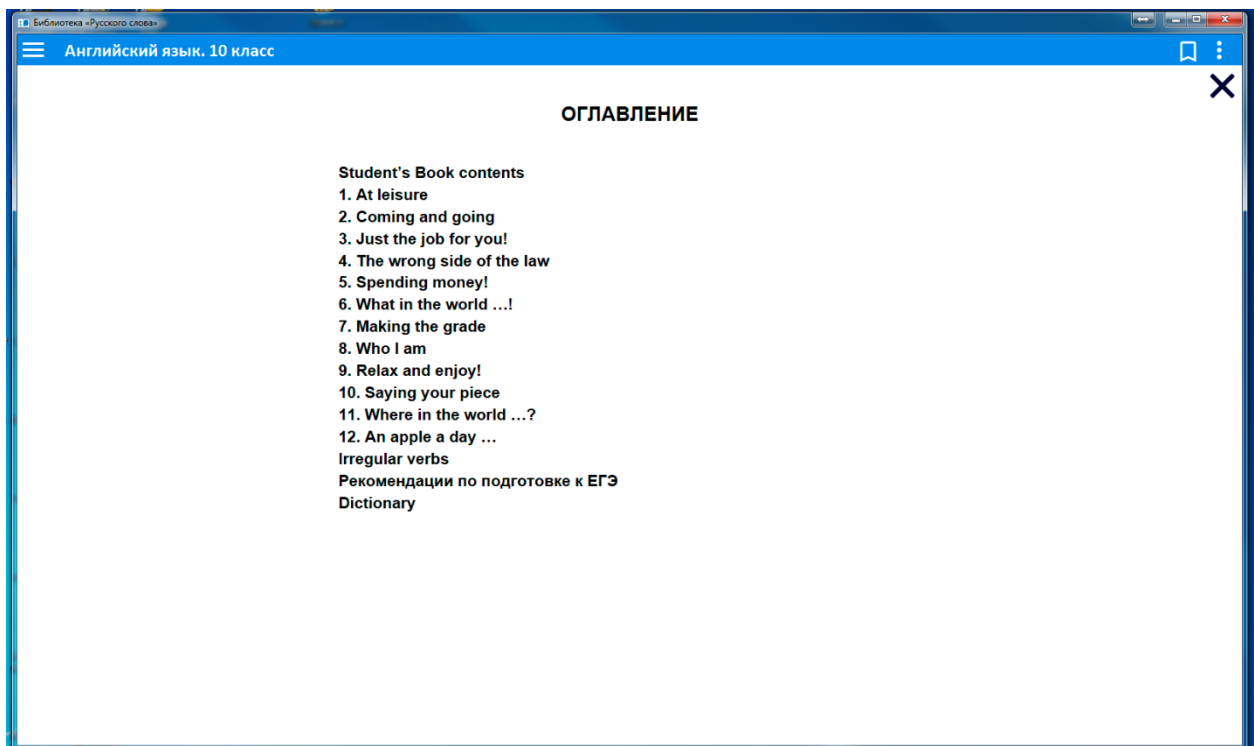 Библиотека «Русского слова»
Английский язык. 10 класс
ОГЛАВЛЕНИЕ
Student’s Book contents
1. At leisure
2. Coming and going
3. Just the job for you!
4. The wrong side of the law
5. Spending money!
6. What in the world …!
7. Making the grade
8. Who I am
9. Relax and enjoy!
10. Saying your piece
11. Where in the world …?
12. An apple a day …
Irregular verbs
Рекомендации по подготовке к ЕГЭ
Dictionary